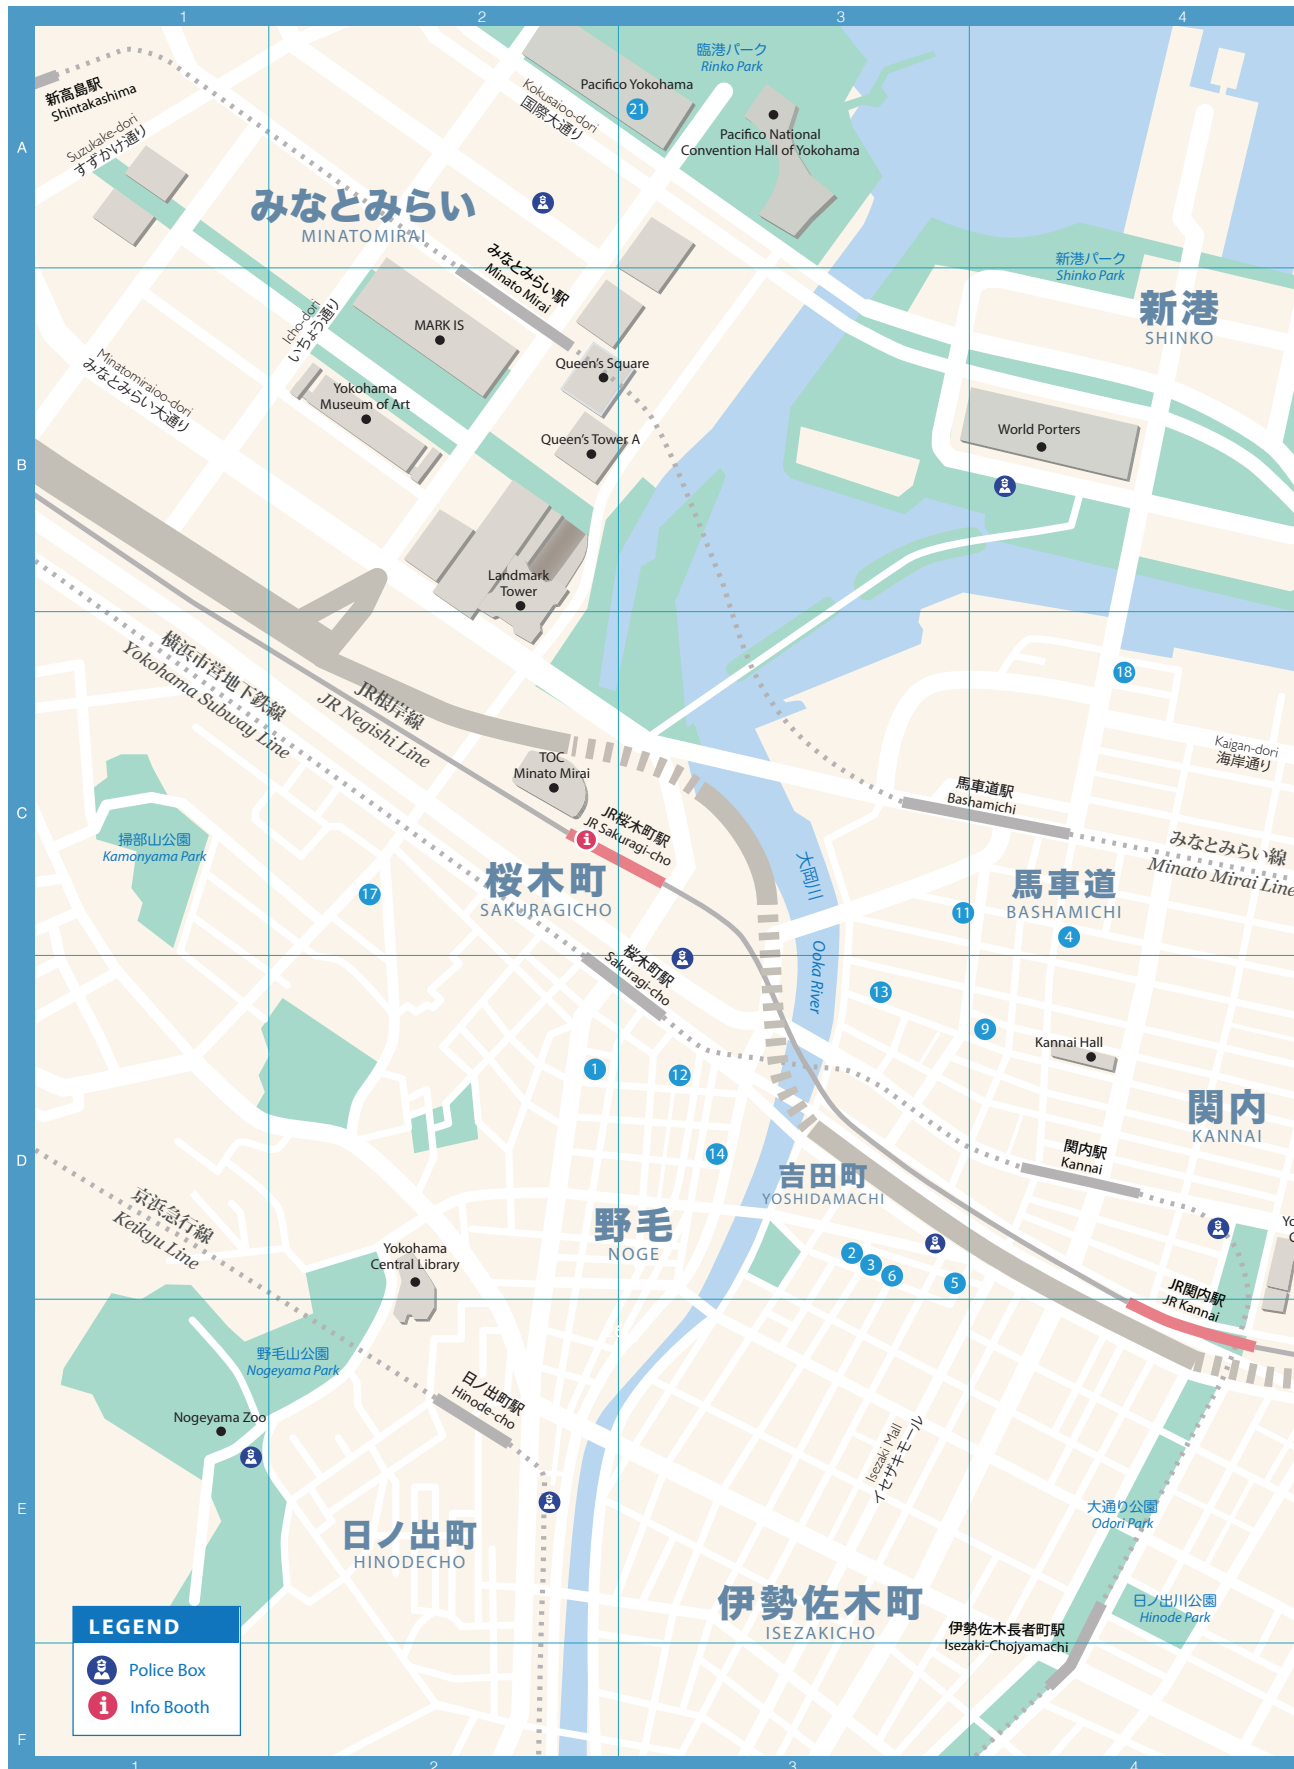 1
2
3
4
A
B
C
D
E
F
新高島駅
Shintakashima
Suzukake-dori
すずかけ通り
みなとみらい
MINATOMIRAI
Kokusaioo-dori
国際大通り
Pacifico Yokohama
21
臨港パーク
Rinko Park
Pacifico National
Convention Hall of Yokohama
みなとみらい駅
Minato Mirai
新港パーク
Shinko Park
新港
SHINKO
Icho-dori
いちょう通り
MARK IS
Minatomiraioo-dori
みなとみらい大通り
Yokohama
Museum of Art
Queen's Square
Queen's Tower A
World Porters
Landmark
Tower
横浜市営地下鉄線
Yokohama Subway Line
JR根岸線
JR Negishi Line
18
Kaigan-dori
海岸通り
TOC
Minato Mirai
JR桜木町駅
JR Sakuragi-cho
馬車道駅
Bashamichi
みなとみらい線
Minato Mirai Line
掃部山公園
Kamonyama Park
17
桜木町
SAKURAGICHO
大岡川
Ooka River
馬車道
BASHAMICHI
11
4
桜木町駅
Sakuragi-cho
13
9
Kannai Hall
1
12
関内
KANNAI
14
関内駅
Kannai
吉田町
YOSHIDAMACHI
京浜急行線
Keikyu Line
野毛
NOGE
Yokohama
Central Library
2
3
6
5
Yo
C
JR関内駅
JR Kannai
野毛山公園
Nogeyama Park
日ノ出町駅
Hinode-cho
Nogeyama Zoo
Isezaki Mall
イセザキモール
大通り公園
Odori Park
日ノ出町
HINODECHO
伊勢佐木町
ISEZAKICHO
日ノ出川公園
Hinode Park
伊勢佐木長者町駅
Isezaki-Chojyamachi
LEGEND
Police Box
Info Booth
1
2
3
4